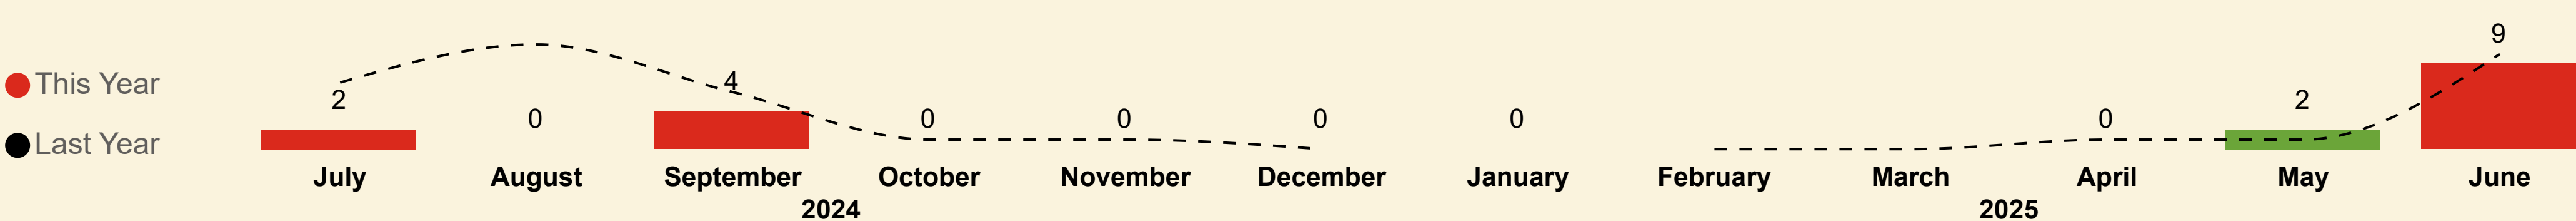 This Year
Last Year
2 0 4 0 0 0 0 0 2 9
July August September October November December January February March April May June
2024 2025